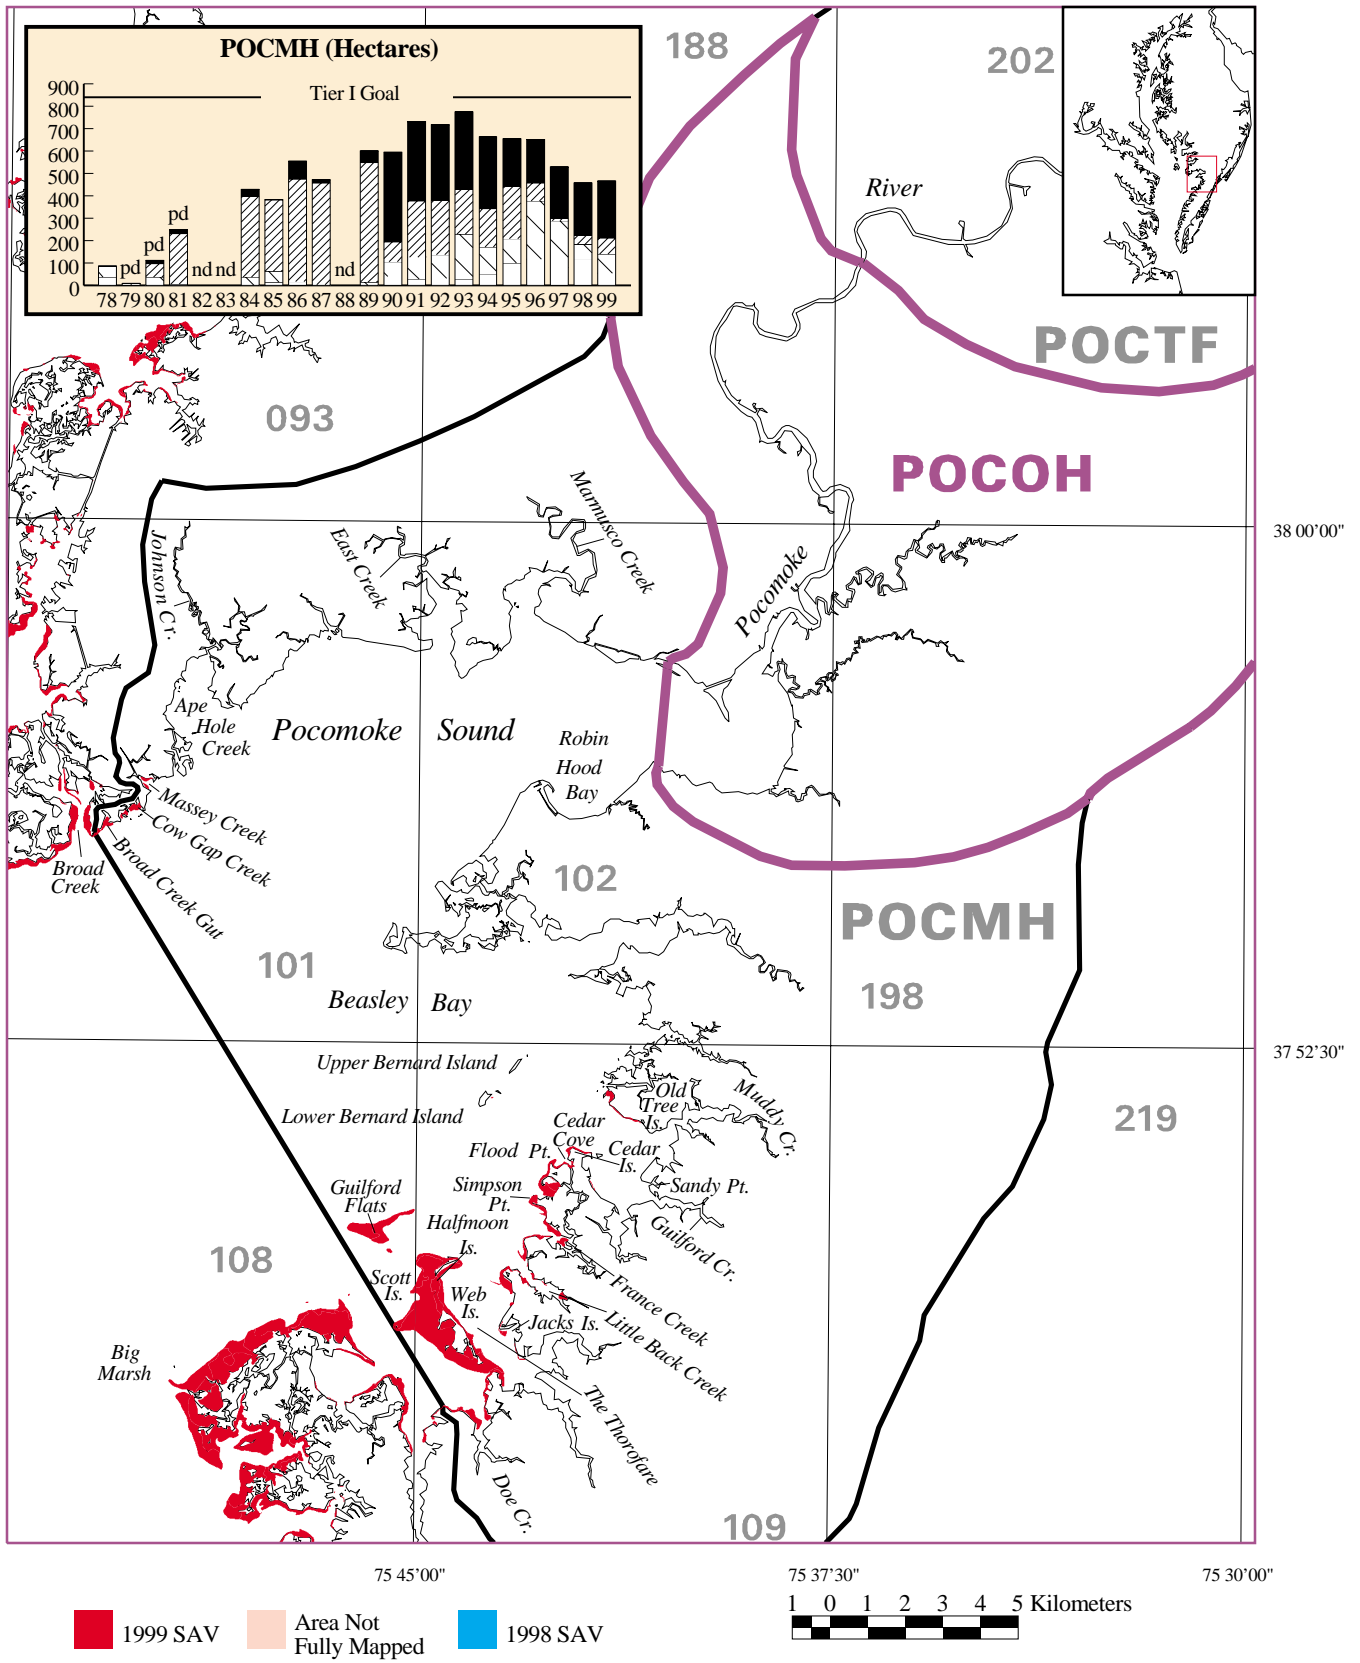 POCMH (Hectares)
900
800
700
600
500
400
300
200
100
0
Tier I Goal
pd
pd
pd
nd nd
nd
78 79 80 81 82 83 84 85 86 87 88 89 90 91 92 93 94 95 96 97 98 99
188
202
River
POCTF
093
POCOH
38 00'00"
Marmusco Creek
East Creek
Johnson Cr.
Pocomoke
Ape
Hole
Creek
Pocomoke Sound
Robin
Hood
Bay
Massey Creek
Cow Gap Creek
Broad Creek Gut
Broad
Creek
102
POCMH
101
198
Beasley Bay
37 52'30"
Upper Bernard Island
Lower Bernard Island
Old
Tree
Is.
Muddy Cr.
219
Cedar
Cove
Cedar
Is.
Flood Pt.
Simpson
Pt.
Sandy Pt.
Guilford
Flats
Halfmoon
Is.
Guilford Cr.
108
Scott
Is.
Web
Is.
France Creek
Little Back Creek
Jacks Is.
Big
Marsh
The Thorofare
Doe Cr.
109
75 45'00"
75 37'30"
75 30'00"
1 0 1 2 3 4 5 Kilometers
1999 SAV
Area Not
Fully Mapped
1998 SAV